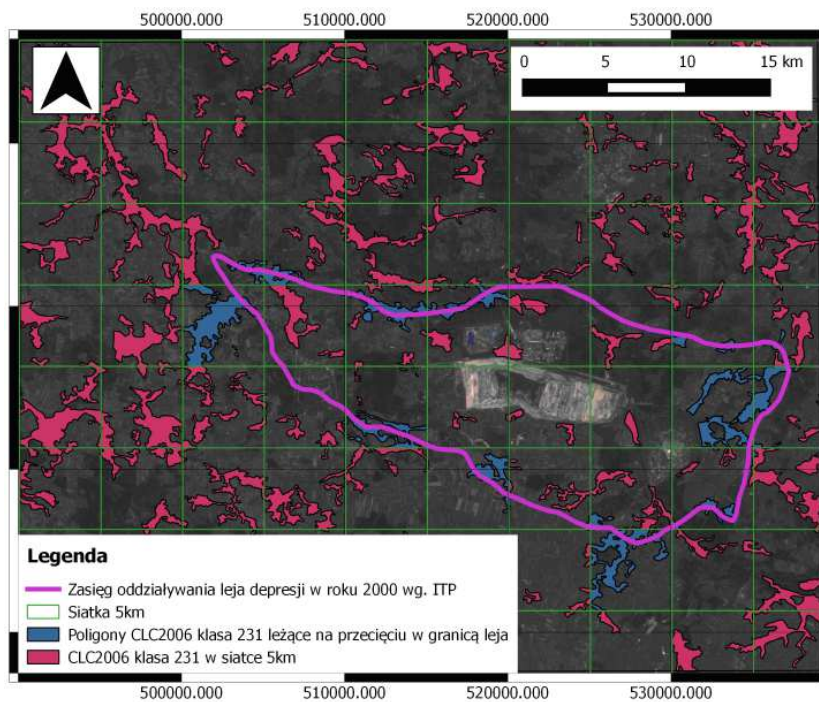 500000.000 510000.000 520000.000 530000.000
0 5 10 15 km
Legenda
Zasięg oddziaływania leja depresji w roku 2000 wg. ITP
Siatka 5km
Poligony CLC2006 klasa 231 leżące na przecięciu w granicą leja
CLC2006 klasa 231 w siatce 5km
500000.000 510000.000 520000.000 530000.000